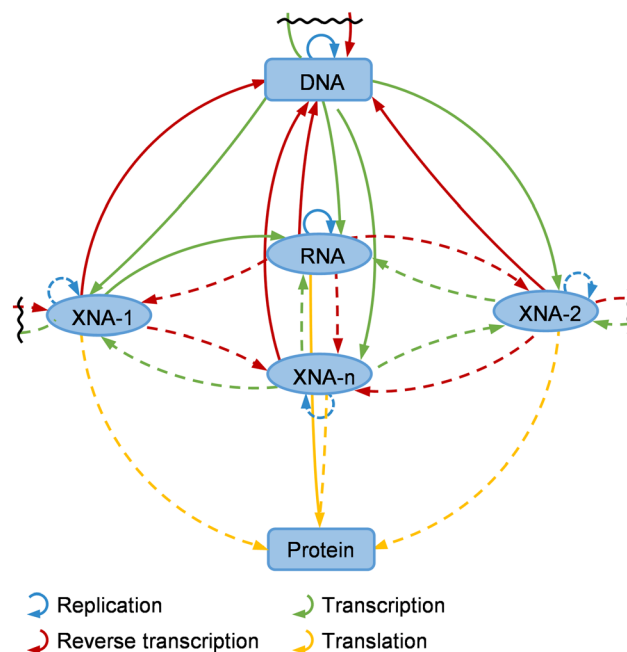 DNA
RNA
XNA-1
XNA-2
XNA-n
Protein
Replication
Transcription
Reverse transcription
Translation